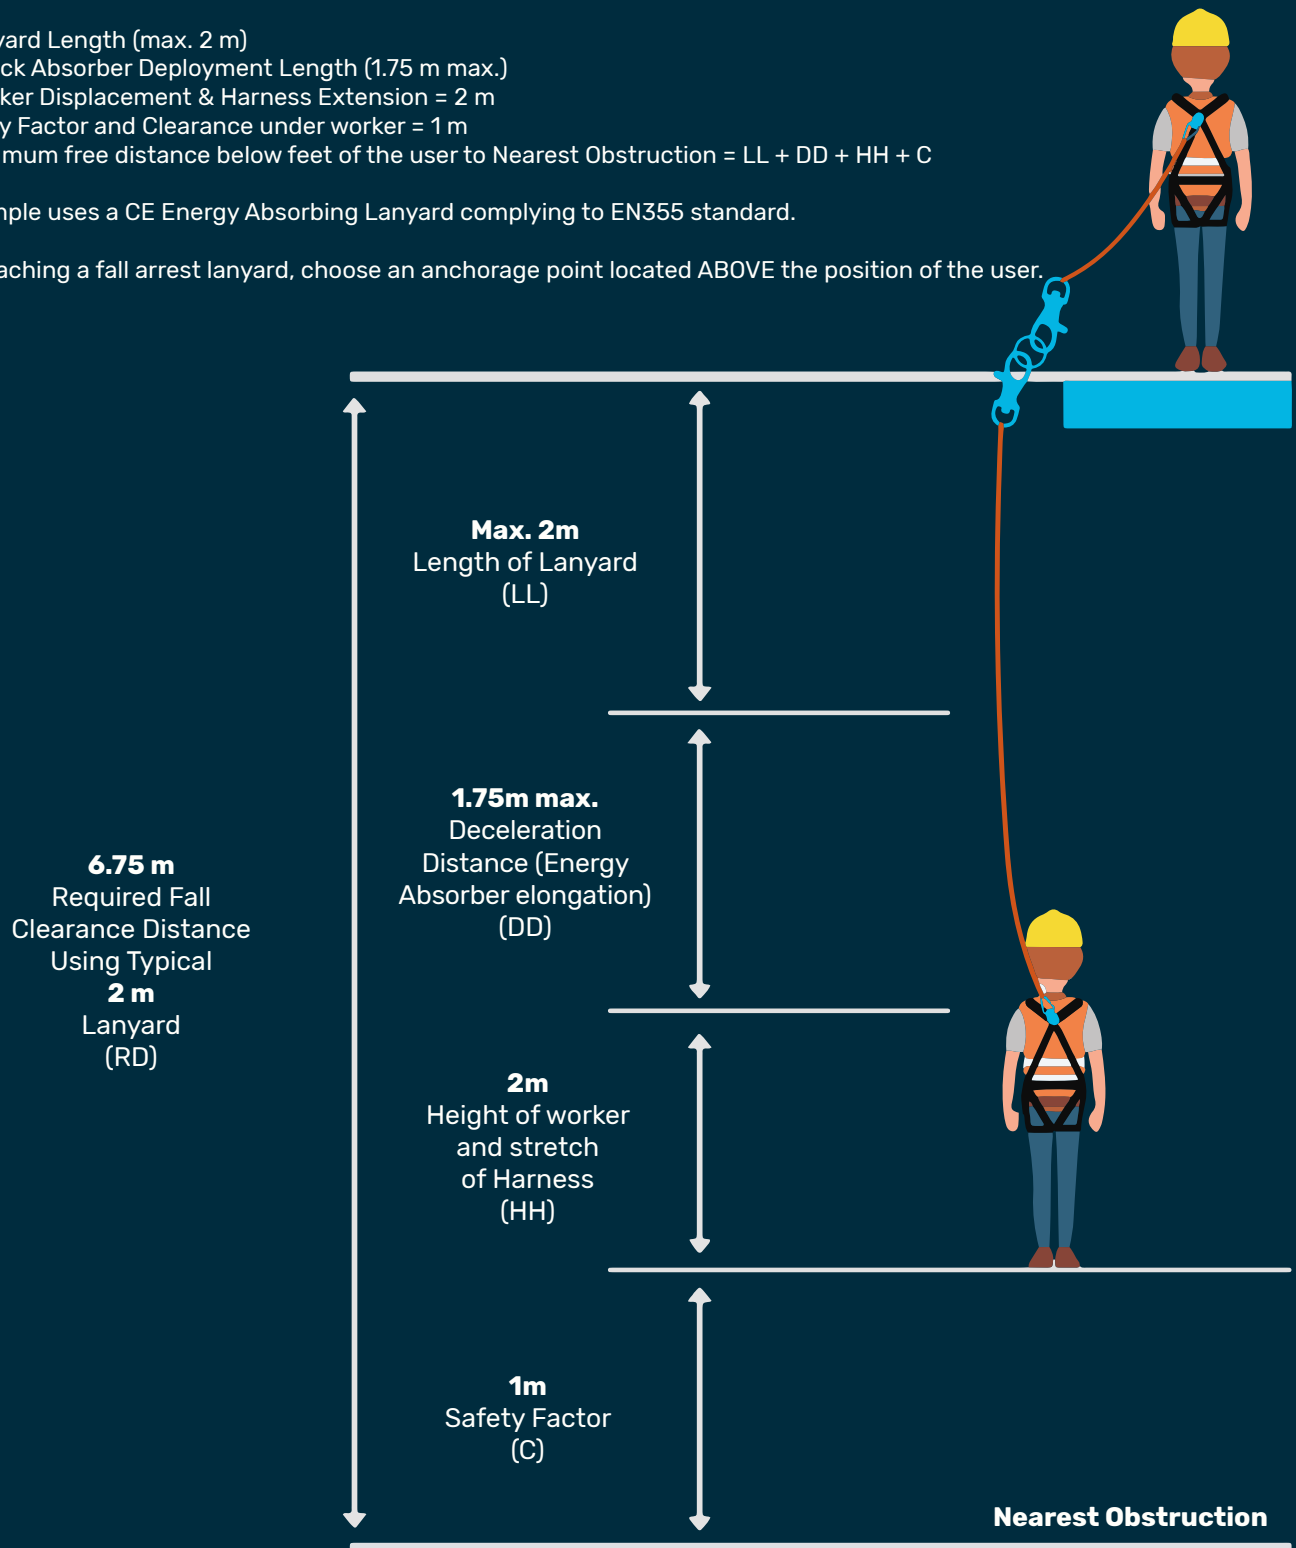 yard Length (max. 2 m)
ck Absorber Deployment Length (1.75 m max.)
ker Displacement & Harness Extension = 2 m
y Factor and Clearance under worker = 1 m
mum free distance below feet of the user to Nearest Obstruction = LL + DD + HH + C
mple uses a CE Energy Absorbing Lanyard complying to EN355 standard.
aching a fall arrest lanyard, choose an anchorage point located ABOVE the position of the user.
Max. 2m
Length of Lanyard
(LL)
1.75m max.
Deceleration
Distance (Energy
Absorber elongation)
(DD)
6.75 m
Required Fall
Clearance Distance
Using Typical
2 m
Lanyard
(RD)
2m
Height of worker
and stretch
of Harness
(HH)
1m
Safety Factor
(C)
Nearest Obstruction